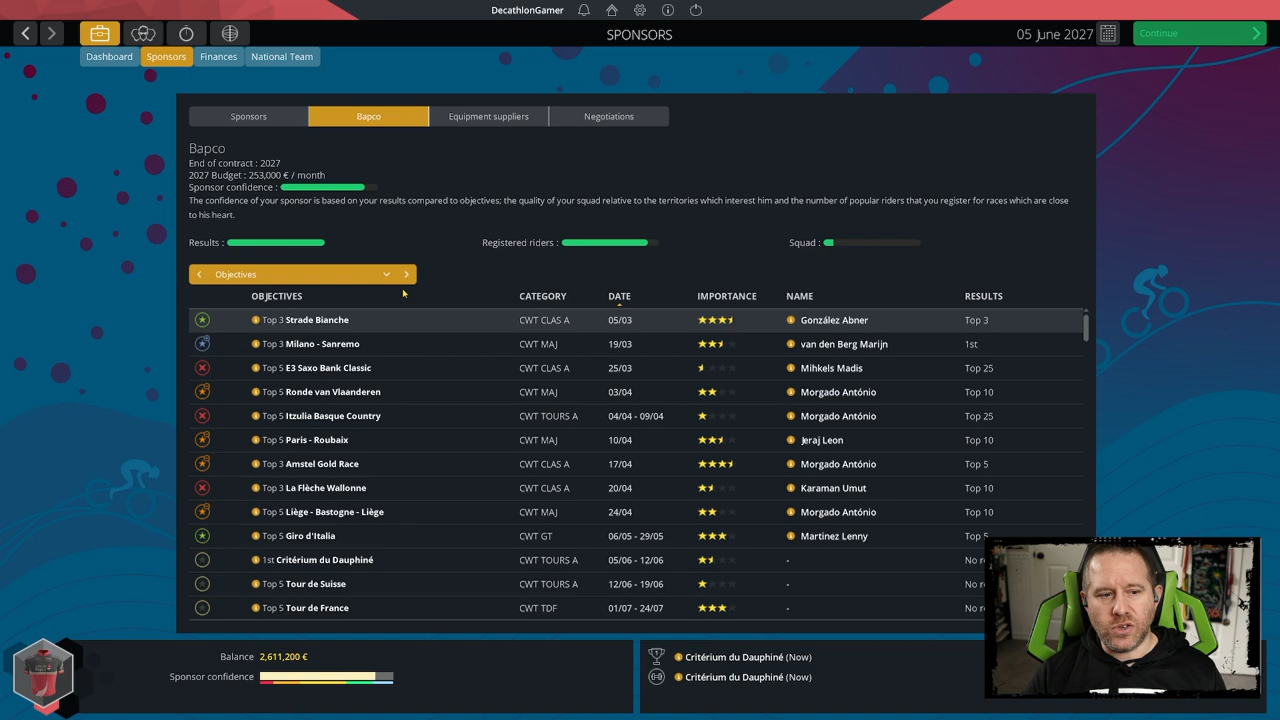 DecathlonGamer
SPONSORS
05 June 2027
Continue
Dashboard Sponsors Finances National Team
Sponsors Bapco Equipment suppliers Negotiations
Bapco
End of contract : 2027
2027 Budget : 253,000 € / month
Sponsor confidence :
The confidence of your sponsor is based on your results compared to objectives; the quality of your squad relative to the territories which interest him and the number of popular riders that you register for races which are close
to his heart.
Results : Registered riders : Squad :
Objectives
OBJECTIVES CATEGORY DATE IMPORTANCE NAME RESULTS
Top 3 Strade Bianche CWT CLAS A 05/03 González Abner Top 3
Top 3 Milano - Sanremo CWT MAJ 19/03 van den Berg Marijn 1st
Top 5 E3 Saxo Bank Classic CWT CLAS A 25/03 Mihkels Madis Top 25
Top 5 Ronde van Vlaanderen CWT MAJ 03/04 Morgado António Top 10
Top 5 Itzulia Basque Country CWT TOURS A 04/04 - 09/04 Morgado António Top 25
Top 5 Paris - Roubaix CWT MAJ 10/04 Jeraj Leon Top 10
Top 3 Amstel Gold Race CWT CLAS A 17/04 Morgado António Top 5
Top 3 La Flèche Wallonne CWT CLAS A 20/04 Karaman Umut Top 10
Top 5 Liège - Bastogne - Liège CWT MAJ 24/04 Morgado António Top 10
Top 5 Giro d'Italia CWT GT 06/05 - 29/05 Martinez Lenny Top 5
1st Critérium du Dauphiné CWT TOURS A 05/06 - 12/06 - No re
Top 5 Tour de Suisse CWT TOURS A 12/06 - 19/06 - No r
Top 5 Tour de France CWT TDF 01/07 - 24/07 - No r
Balance 2,611,200 €
Sponsor confidence
Critérium du Dauphiné (Now)
Critérium du Dauphiné (Now)